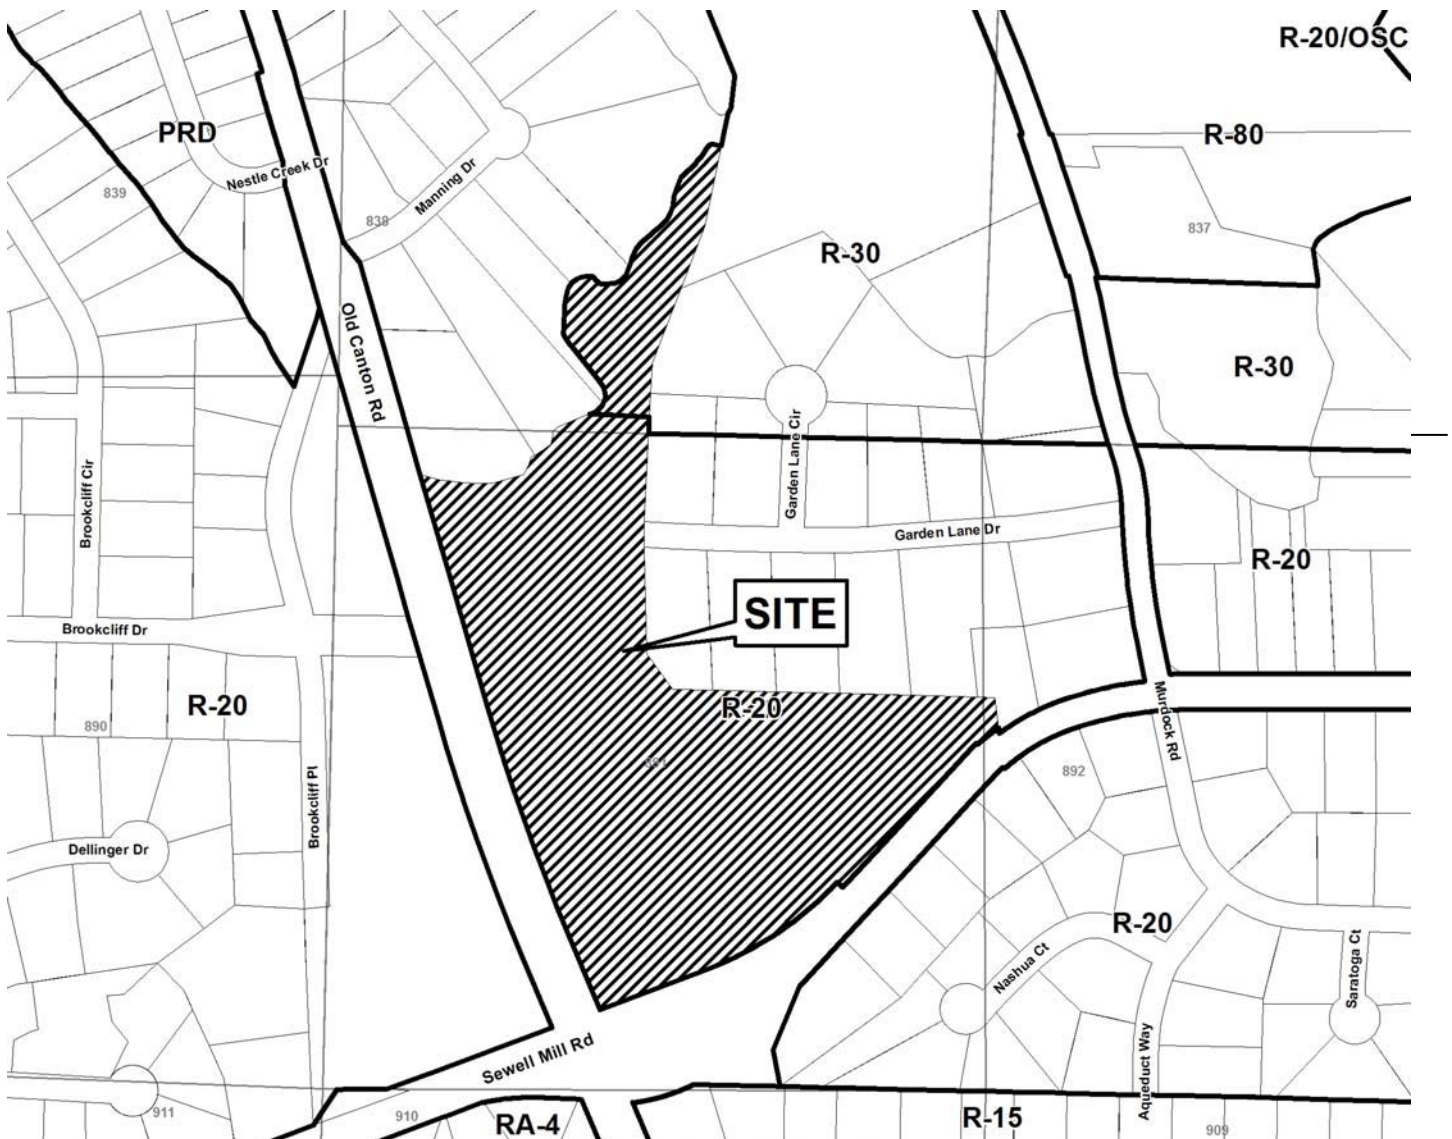 R-20/OSC
PRD
R-80
Nestle Creek Dr
Manning Dr
839
838
837
R-30
Old Canton Rd
R-30
Garden Lane Cir
Brookcliff Cir
Garden Lane Dr
R-20
SITE
Brookcliff Dr
R-20
R-20
Murdock Rd
890
891
892
Brookcliff Pl
Dellinger Dr
R-20
Nashua Ct
Saratoga Ct
Sewell Mill Rd
Aqueduct Way
911
910
RA-4
R-15
909